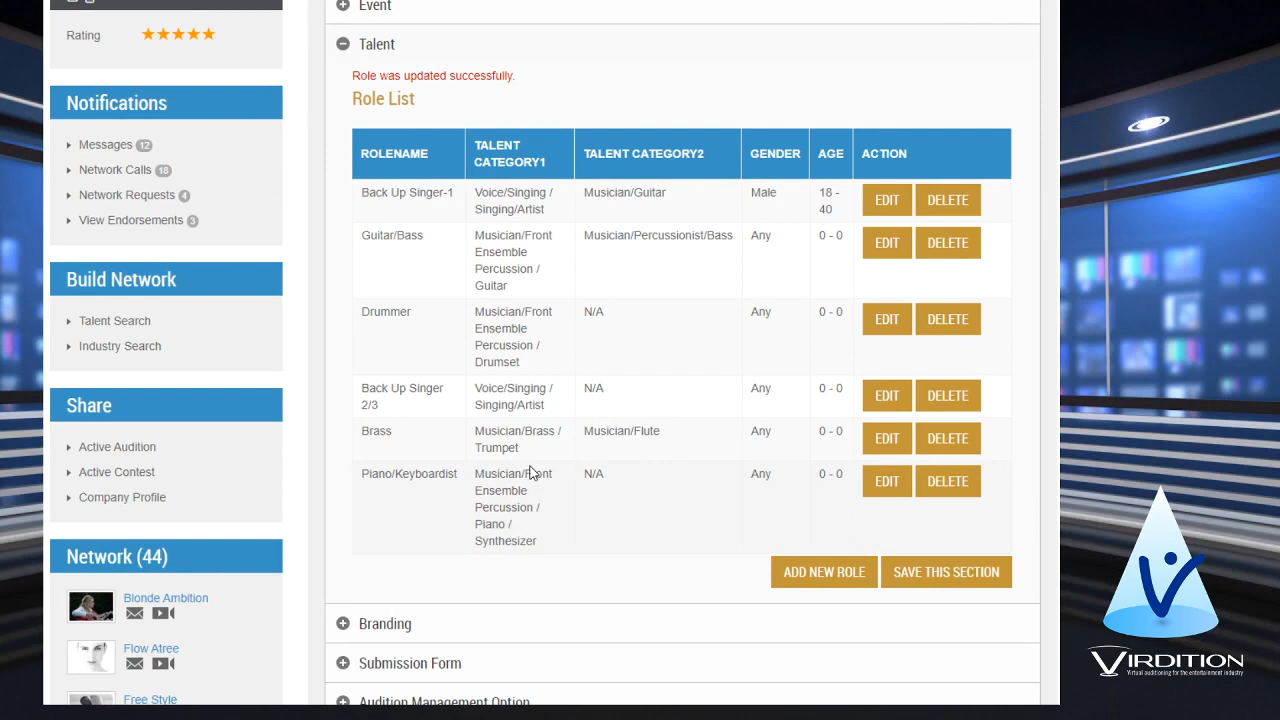 Event
Rating
Talent
Role was updated successfully.
Role List
Notifications
Messages 12
Network Calls 18
Network Requests 4
View Endorsements 3
Build Network
Talent Search
Industry Search
Share
Active Audition
Active Contest
Company Profile
Network (44)
Blonde Ambition
Flow Atree
Free Style
ROLENAME TALENT CATEGORY1 TALENT CATEGORY2 GENDER AGE ACTION
Back Up Singer-1 Voice/Singing / Singing/Artist Musician/Guitar Male 18 - 40 EDIT DELETE
Guitar/Bass Musician/Front Ensemble Percussion / Guitar Musician/Percussionist/Bass Any 0 - 0 EDIT DELETE
Drummer Musician/Front Ensemble Percussion / Drumset N/A Any 0 - 0 EDIT DELETE
Back Up Singer 2/3 Voice/Singing / Singing/Artist N/A Any 0 - 0 EDIT DELETE
Brass Musician/Brass / Trumpet Musician/Flute Any 0 - 0 EDIT DELETE
Piano/Keyboardist Musician/Front Ensemble Percussion / Piano / Synthesizer N/A Any 0 - 0 EDIT DELETE
ADD NEW ROLE SAVE THIS SECTION
Branding
Submission Form
Audition Management Option
VIRDITION
Virtual auditioning for the entertainment industry